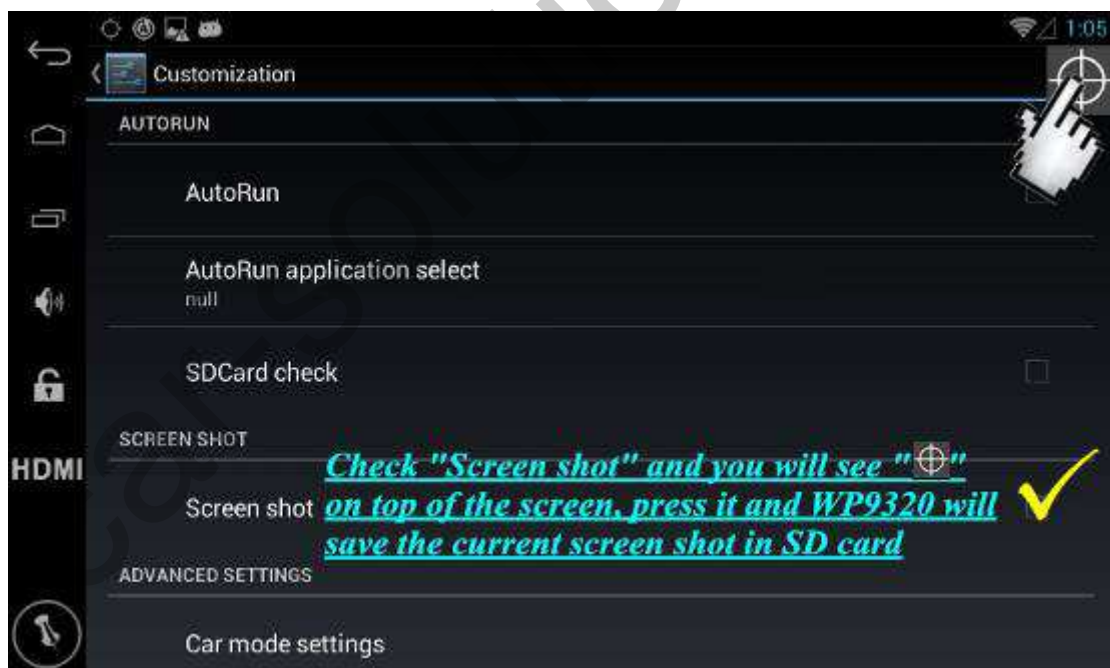 1:05
Customization
AUTORUN
AutoRun
AutoRun application select
null
SDCard check
SCREEN SHOT
HDMI
Check "Screen shot" and you will see " "
Screen shot on top of the screen, press it and WP9320 will
save the current screen shot in SD card
ADVANCED SETTINGS
Car mode settings